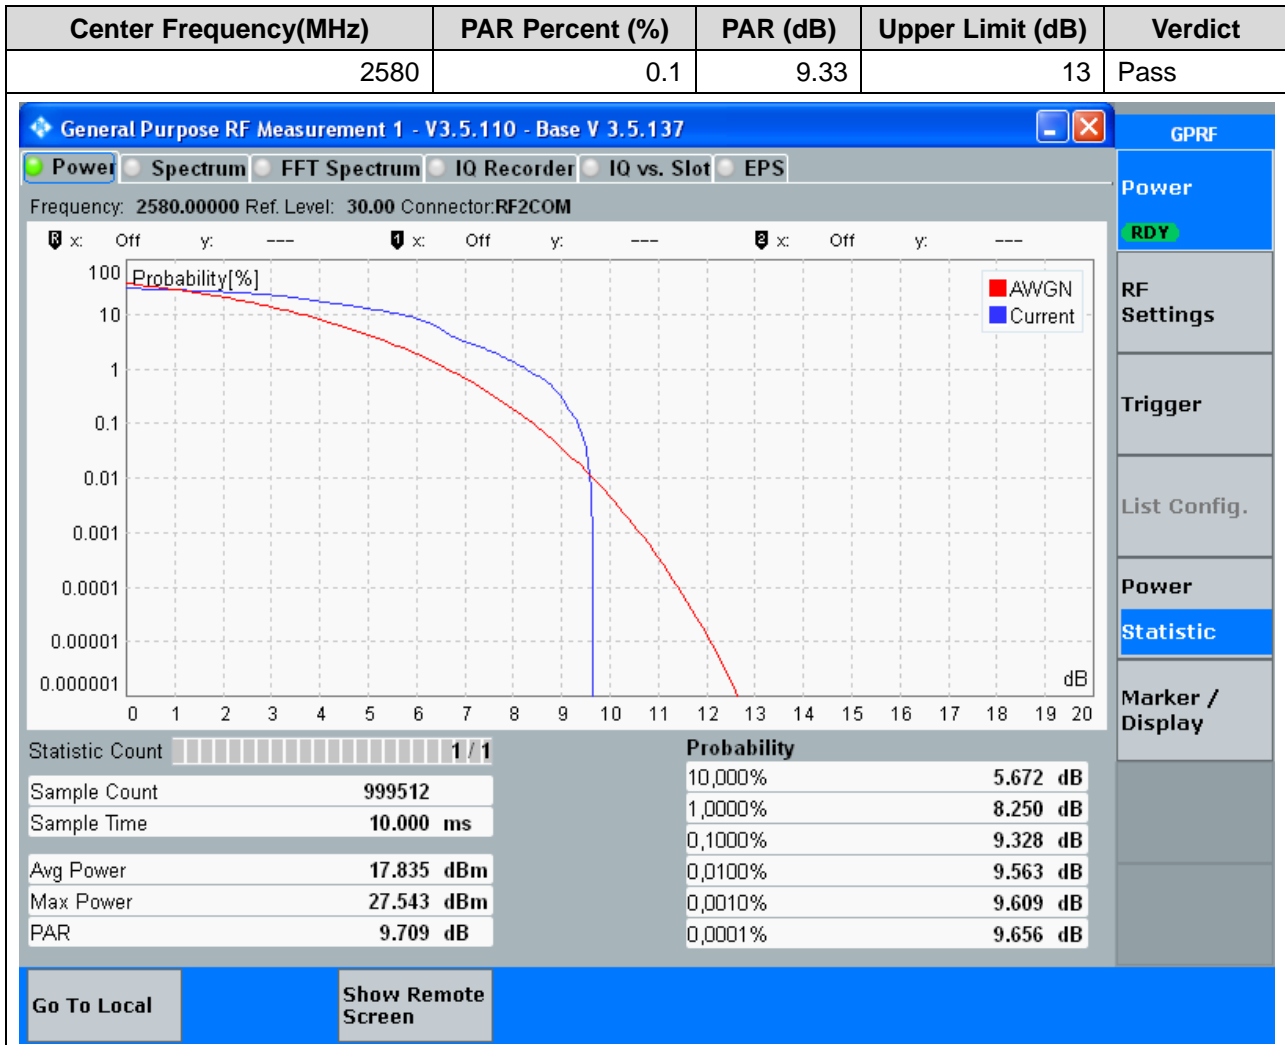 Center Frequency(MHz) PAR Percent (%) PAR (dB) Upper Limit (dB) Verdict
2580 0.1 9.33 13 Pass
General Purpose RF Measurement 1 - V3.5.110 - Base V 3.5.137
GPRF
Power Spectrum FFT Spectrum IQ Recorder IQ vs. Slot EPS
Frequency: 2580.00000 Ref. Level: 30.00 Connector:RF2COM
R x: Off y: --- 1 x: Off y: --- 2 x: Off y: ---
Probability[%]
AWGN
Current
100
10
1
0.1
0.01
0.001
0.0001
0.00001
0.000001
dB
0 1 2 3 4 5 6 7 8 9 10 11 12 13 14 15 16 17 18 19 20
Statistic Count 1 / 1
Sample Count 999512
Sample Time 10.000 ms
Avg Power 17.835 dBm
Max Power 27.543 dBm
PAR 9.709 dB
Probability
10,000% 5.672 dB
1,0000% 8.250 dB
0,1000% 9.328 dB
0,0100% 9.563 dB
0,0010% 9.609 dB
0,0001% 9.656 dB
Power
RDY
RF
Settings
Trigger
List Config.
Power
Statistic
Marker /
Display
Go To Local
Show Remote
Screen